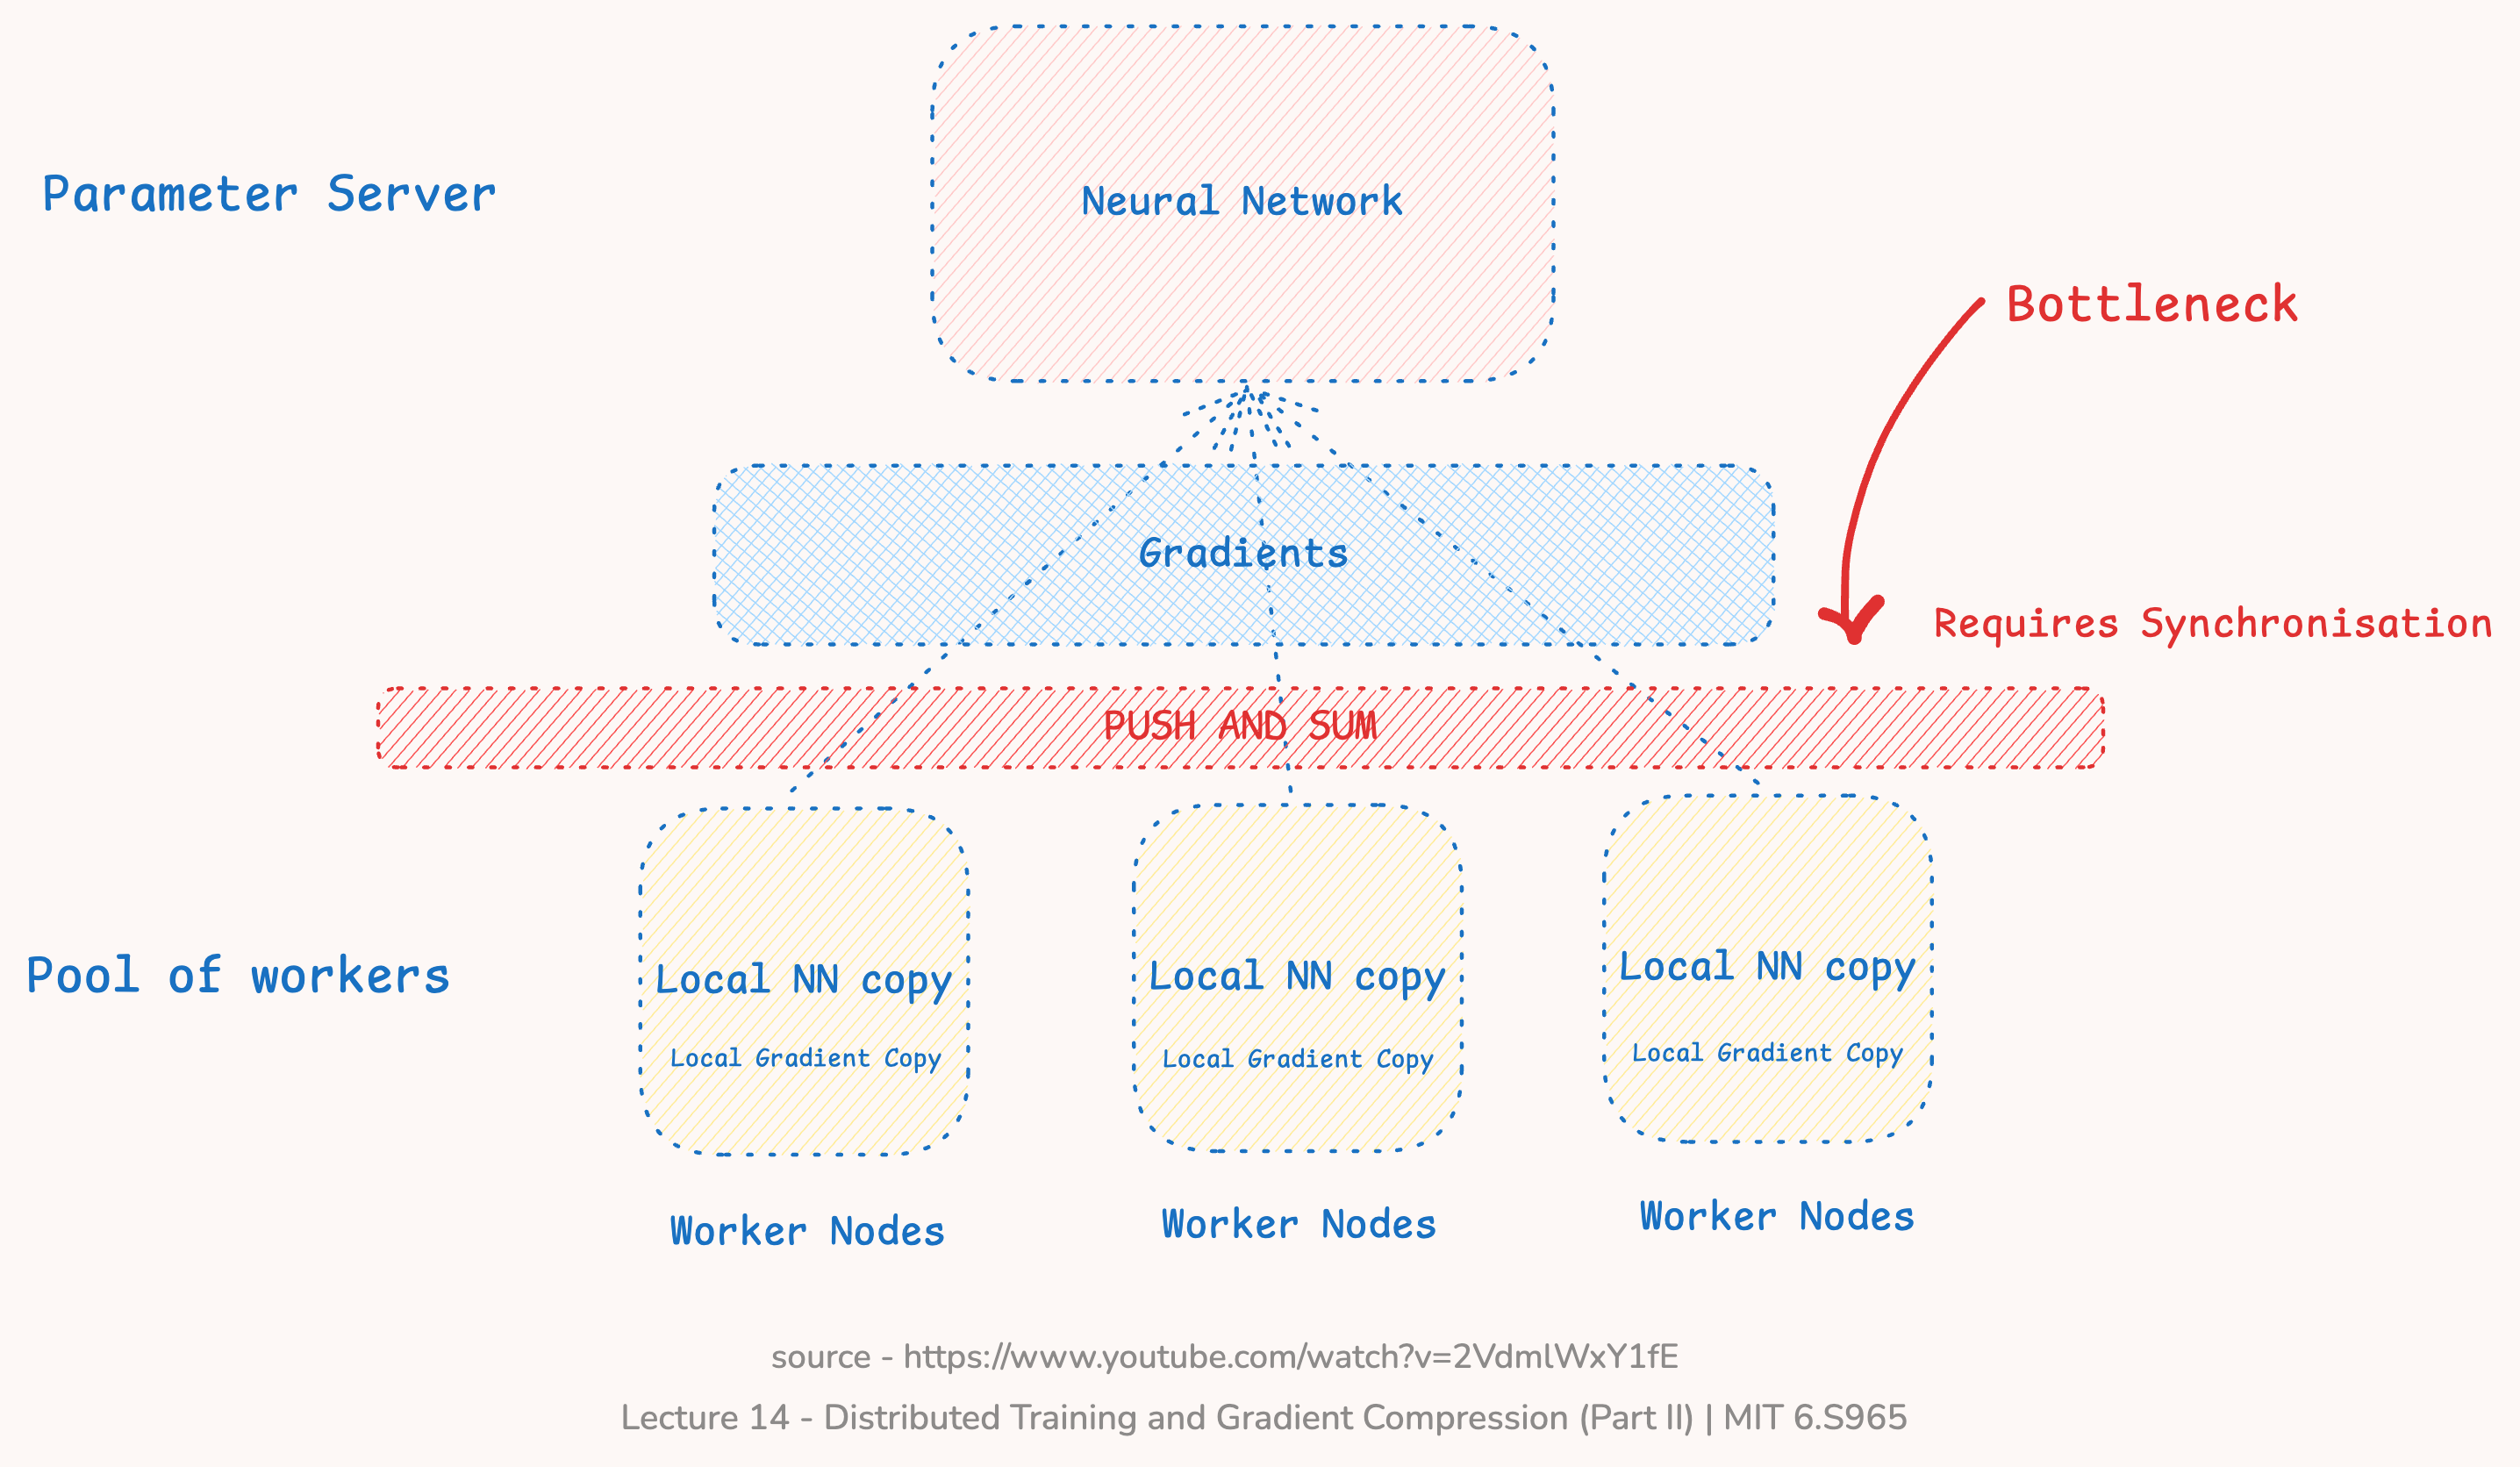 Parameter Server
Neural Network
Bottleneck
Gradients
Requires Synchronisation
PUSH AND SUM
Pool of workers
Local NN copy
Local Gradient Copy
Worker Nodes
Local NN copy
Local Gradient Copy
Worker Nodes
Local NN copy
Local Gradient Copy
Worker Nodes
source - https://www.youtube.com/watch?v=2VdmlWxY1fE
Lecture 14 - Distributed Training and Gradient Compression (Part II) | MIT 6.S965